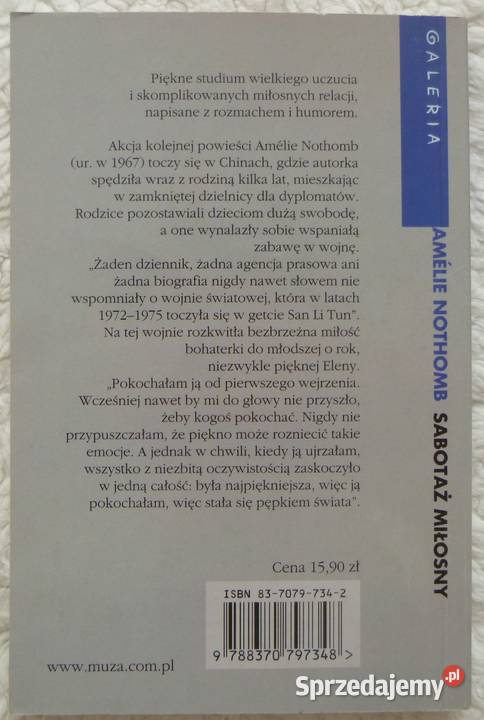 Piękne studium wielkiego uczucia
i skomplikowanych miłosnych relacji,
napisane z rozmachem i humorem.
Akcja kolejnej powieści Amélie Nothomb
(ur. w 1967) toczy się w Chinach, gdzie autorka
spędziła wraz z rodziną kilka lat, mieszkając
w zamkniętej dzielnicy dla dyplomatów.
Rodzice pozostawiali dzieciom dużą swobodę,
a one wynalazły sobie wspaniałą
zabawę w wojnę.
„Żaden dziennik, żadna agencja prasowa ani
żadna biografia nigdy nawet słowem nie
wspomniały o wojnie światowej, która w latach
1972–1975 toczyła się w getcie San Li Tun”.
Na tej wojnie rozkwitła bezbrzeżna miłość
bohaterki do młodszej o rok,
niezwykle pięknej Eleny.
„Pokochałam ją od pierwszego wejrzenia.
Wcześniej nawet by mi do głowy nie przyszło,
żeby kogoś pokochać. Nigdy nie
przypuszczałam, że piękno może rozniecić takie
emocje. A jednak w chwili, kiedy ją ujrzałam,
wszystko z niezbitą oczywistością zaskoczyło
w jedną całość: była najpiękniejsza, więc ją
pokochałam, więc stała się pępkiem świata”.
Cena 15,90 zł
ISBN 83-7079-734-2
9 788370 797348 >
www.muza.com.pl
GALERIA
AMÉLIE NOTHOMB SABOTAŻ MIŁOSNY
Sprzedajemy.pl